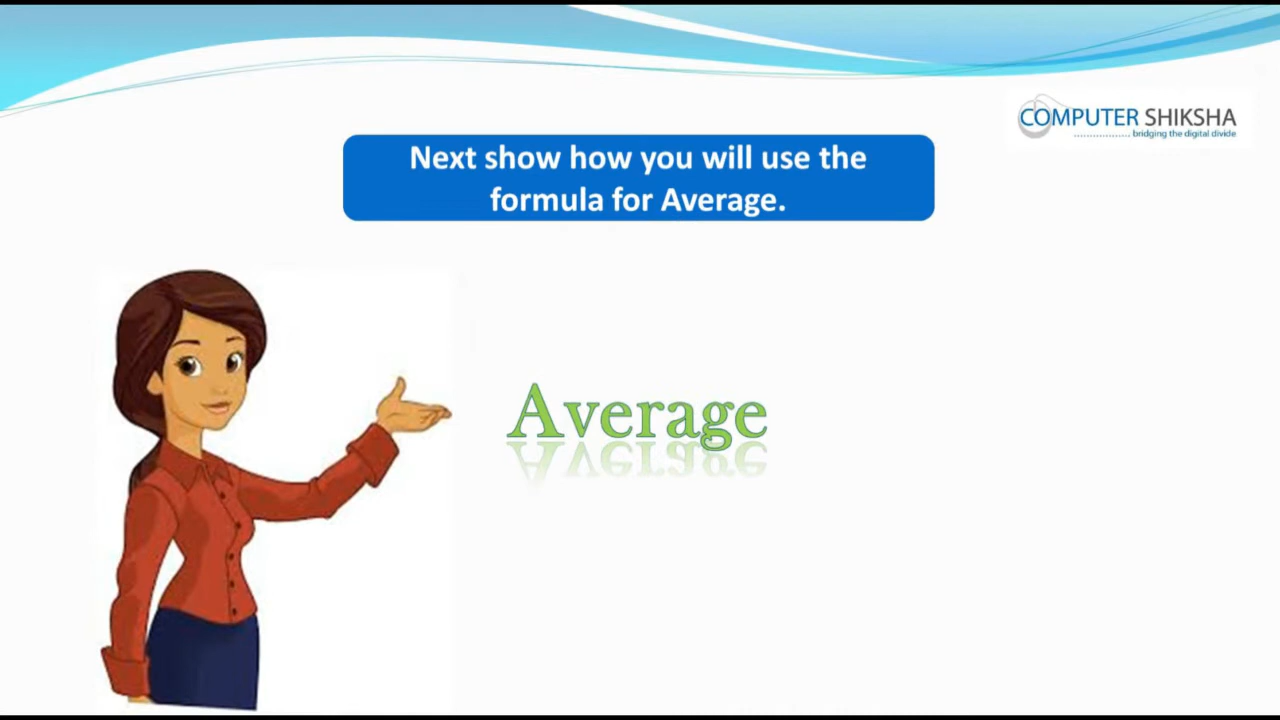 COMPUTER SHIKSHA
bridging the digital divide
Next show how you will use the
formula for Average.
Average